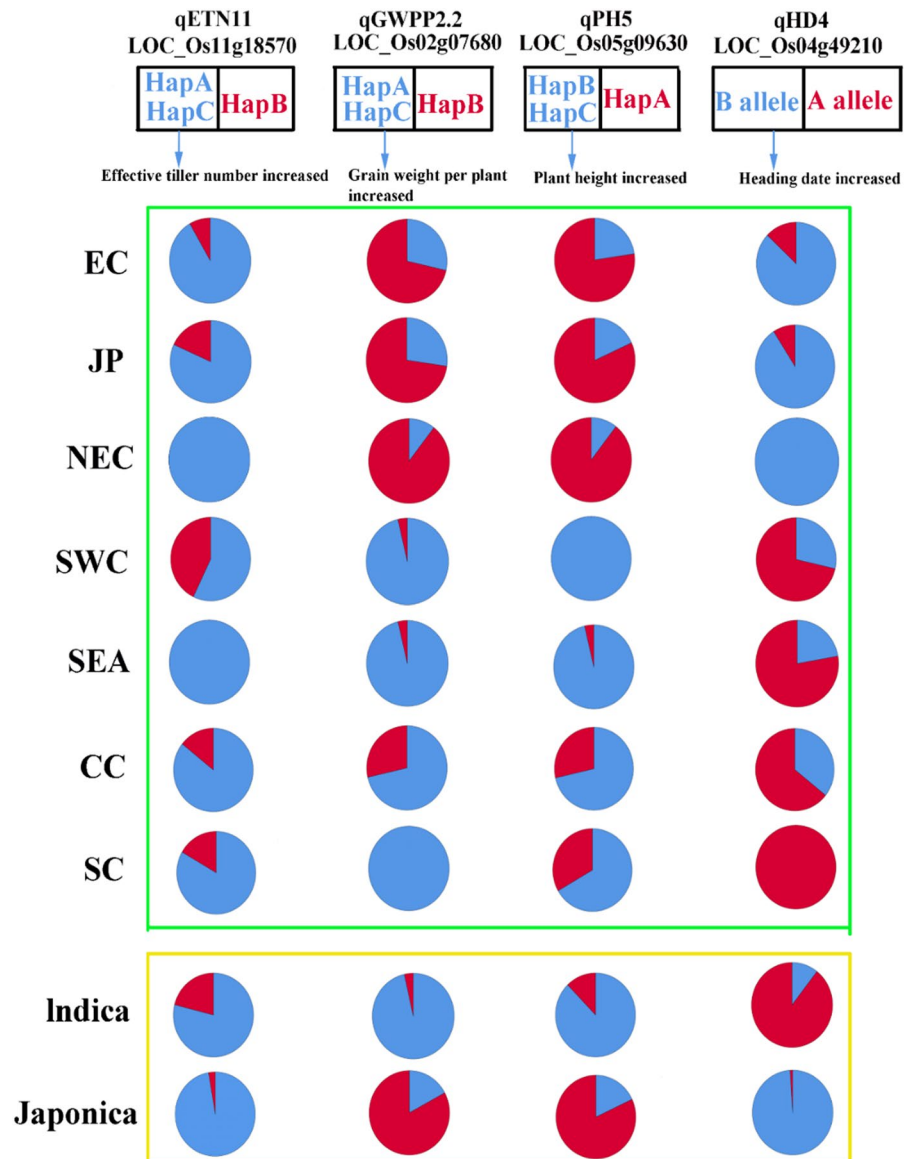 qETN11 qGWPP2.2 qPH5 qHD4
LOC_Os11g18570 LOC_Os02g07680 LOC_Os05g09630 LOC_Os04g49210
HapA
HapC
HapB
HapA
HapC
HapB
HapB
HapC
HapA
B allele
A allele
Effective tiller number increased
Grain weight per plant
increased
Plant height increased
Heading date increased
EC
JP
NEC
SWC
SEA
CC
SC
Indica
Japonica